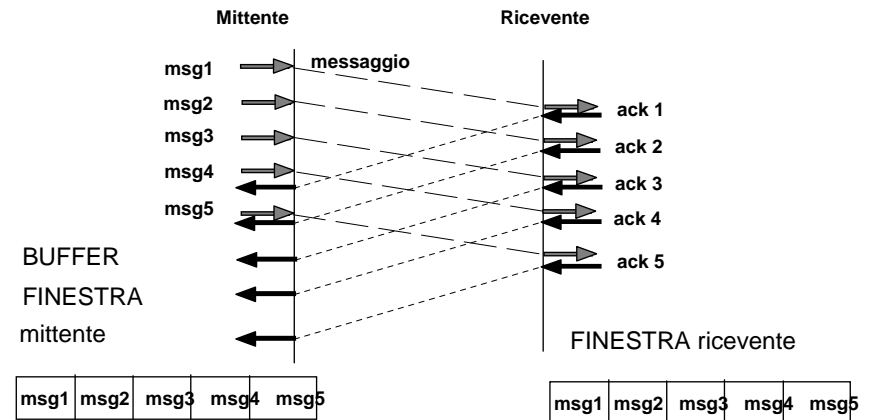 Mittente
Ricevente
messaggio
msg1
msg2
msg3
msg4
msg5
ack 1
ack 2
ack 3
ack 4
ack 5
BUFFER
FINESTRA
mittente
FINESTRA ricevente
msg1 msg2 msg3 msg4 msg5
msg1 msg2 msg3 msg4 msg5